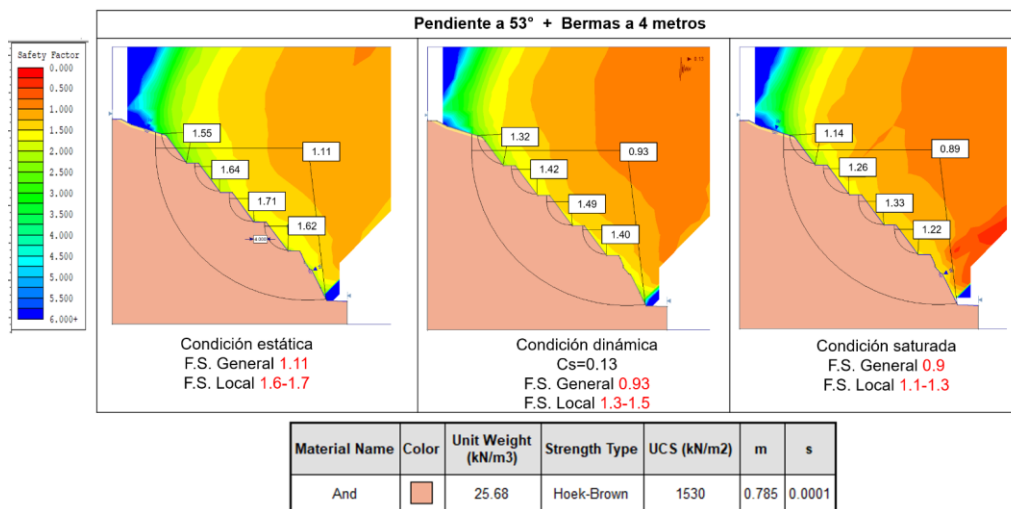 Pendiente a 53° + Bermas a 4 metros
Safety Factor
0.000
0.500
1.000
1.500
2.000
2.500
3.000
3.500
4.000
4.500
5.000
5.500
6.000+
1.55
1.11
1.64
1.71
1.62
4.000
Condición estática
F.S. General 1.11
F.S. Local 1.6-1.7
0.13
1.32
0.93
1.42
1.49
1.40
Condición dinámica
Cs=0.13
F.S. General 0.93
F.S. Local 1.3-1.5
1.14
0.89
1.26
1.33
1.22
Condición saturada
F.S. General 0.9
F.S. Local 1.1-1.3
Material Name Color Unit Weight (kN/m3) Strength Type UCS (kN/m2) m s
And 25.68 Hoek-Brown 1530 0.785 0.0001